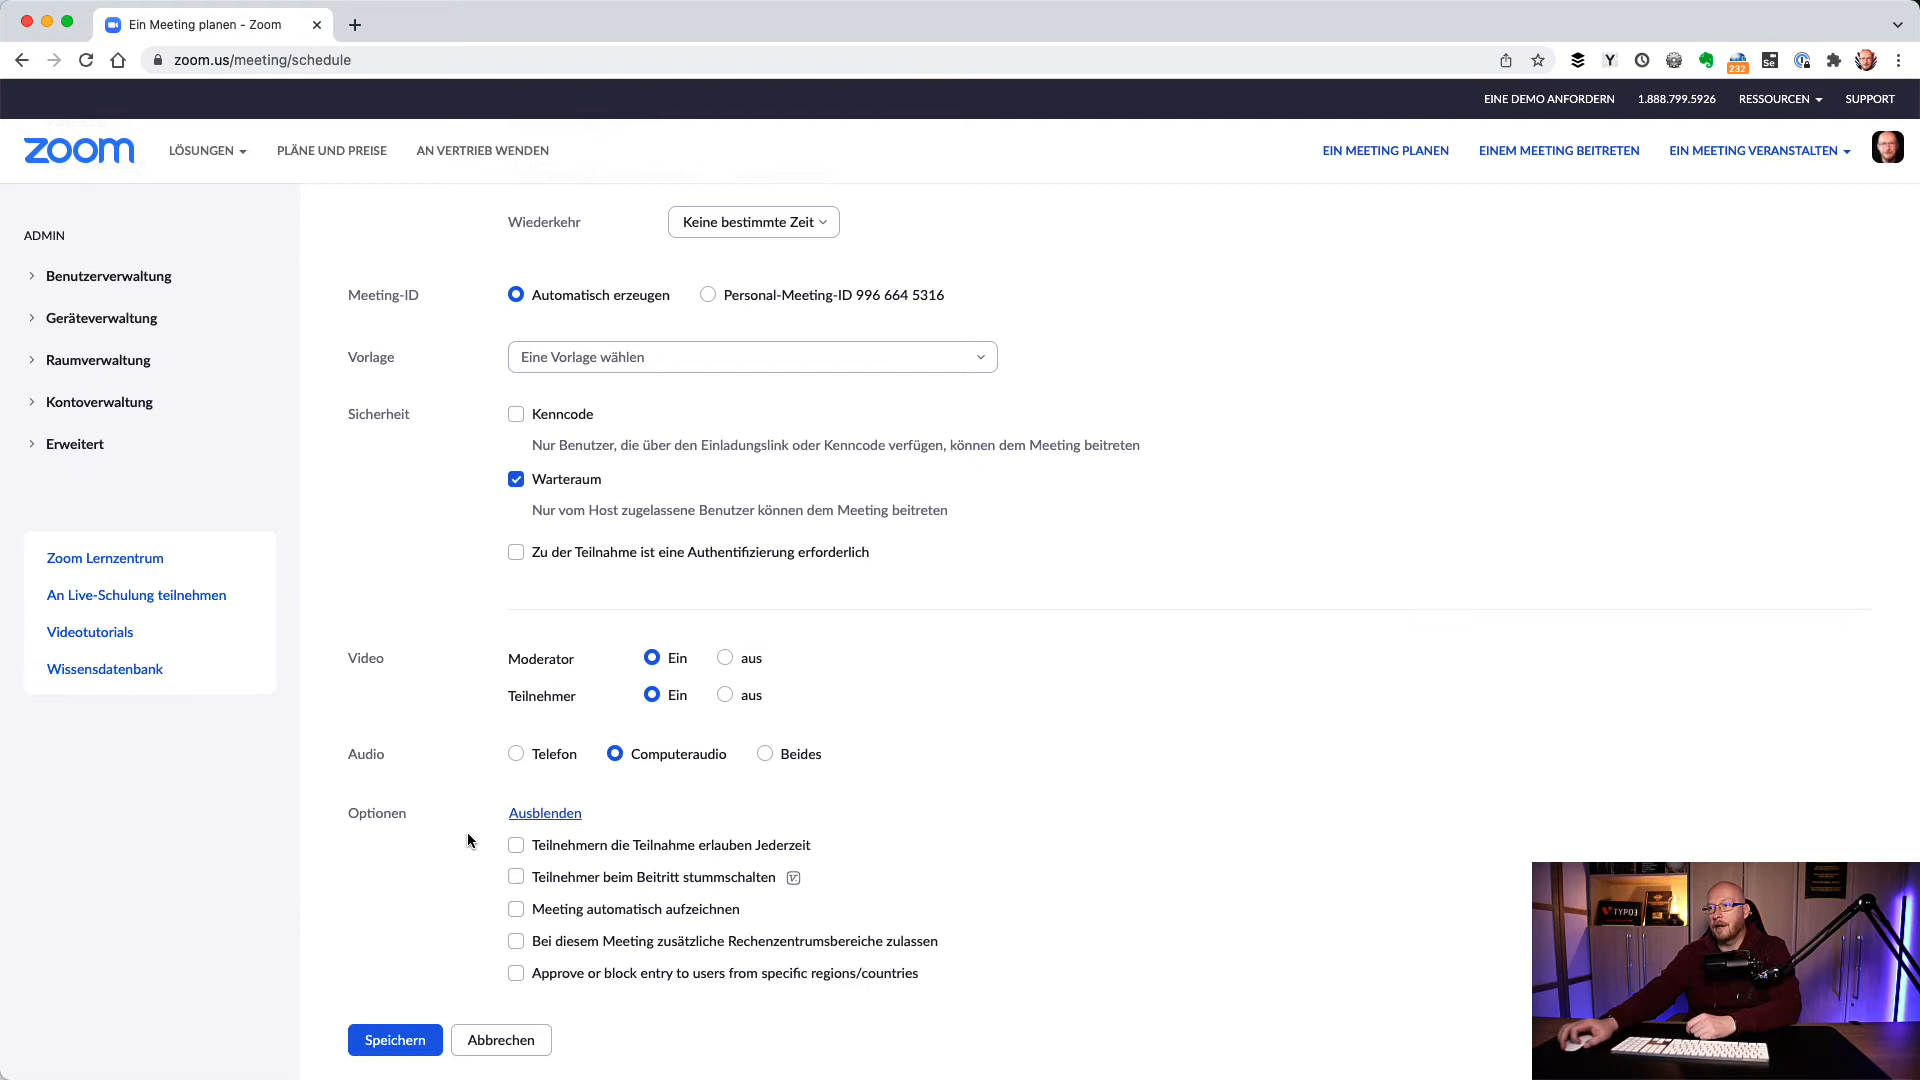 Ein Meeting planen - Zoom
zoom.us/meeting/schedule
Y
232
Se
EINE DEMO ANFORDERN 1.888.799.5926 RESSOURCEN SUPPORT
zoom LÖSUNGEN PLÄNE UND PREISE AN VERTRIEB WENDEN EIN MEETING PLANEN EINEM MEETING BEITRETEN EIN MEETING VERANSTALTEN
ADMIN
Benutzerverwaltung
Geräteverwaltung
Raumverwaltung
Kontoverwaltung
Erweitert
Zoom Lernzentrum
An Live-Schulung teilnehmen
Videotutorials
Wissensdatenbank
Wiederkehr Keine bestimmte Zeit
Meeting-ID Automatisch erzeugen Personal-Meeting-ID 996 664 5316
Vorlage Eine Vorlage wählen
Sicherheit Kenncode
Nur Benutzer, die über den Einladungslink oder Kenncode verfügen, können dem Meeting beitreten
Warteraum
Nur vom Host zugelassene Benutzer können dem Meeting beitreten
Zu der Teilnahme ist eine Authentifizierung erforderlich
Video Moderator Ein aus
Teilnehmer Ein aus
Audio Telefon Computeraudio Beides
Optionen Ausblenden
Teilnehmern die Teilnahme erlauben Jederzeit
Teilnehmer beim Beitritt stummschalten
Meeting automatisch aufzeichnen
Bei diesem Meeting zusätzliche Rechenzentrumsbereiche zulassen
Approve or block entry to users from specific regions/countries
Speichern Abbrechen
TYPO3